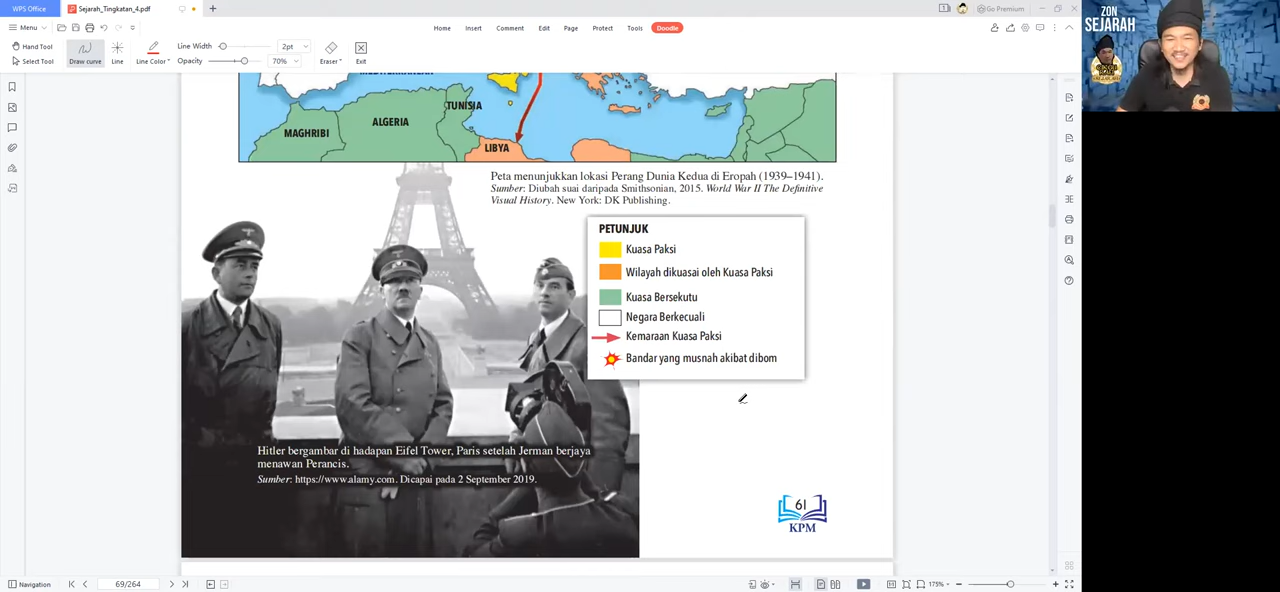 WPS Office
Sejarah_Tingkatan_4.pdf
Go Premium
Menu
Home
Insert
Comment
Edit
Page
Protect
Tools
Doodle
Hand Tool
Select Tool
Draw curve
Line
Line Color
Line Width
2pt
Opacity
70%
Eraser
Exit
ZON
SEJARAH
TUNISIA
ALGERIA
MAGHRIBI
LIBYA
Peta menunjukkan lokasi Perang Dunia Kedua di Eropah (1939–1941).
Sumber: Diubah suai daripada Smithsonian, 2015. World War II The Definitive
Visual History. New York: DK Publishing.
PETUNJUK
Kuasa Paksi
Wilayah dikuasai oleh Kuasa Paksi
Kuasa Bersekutu
Negara Berkecuali
Kemaraan Kuasa Paksi
Bandar yang musnah akibat dibom
Hitler bergambar di hadapan Eifel Tower, Paris setelah Jerman berjaya
menawan Perancis.
Sumber: https://www.alamy.com. Dicapai pada 2 September 2019.
61
KPM
Navigation
69/264
175%